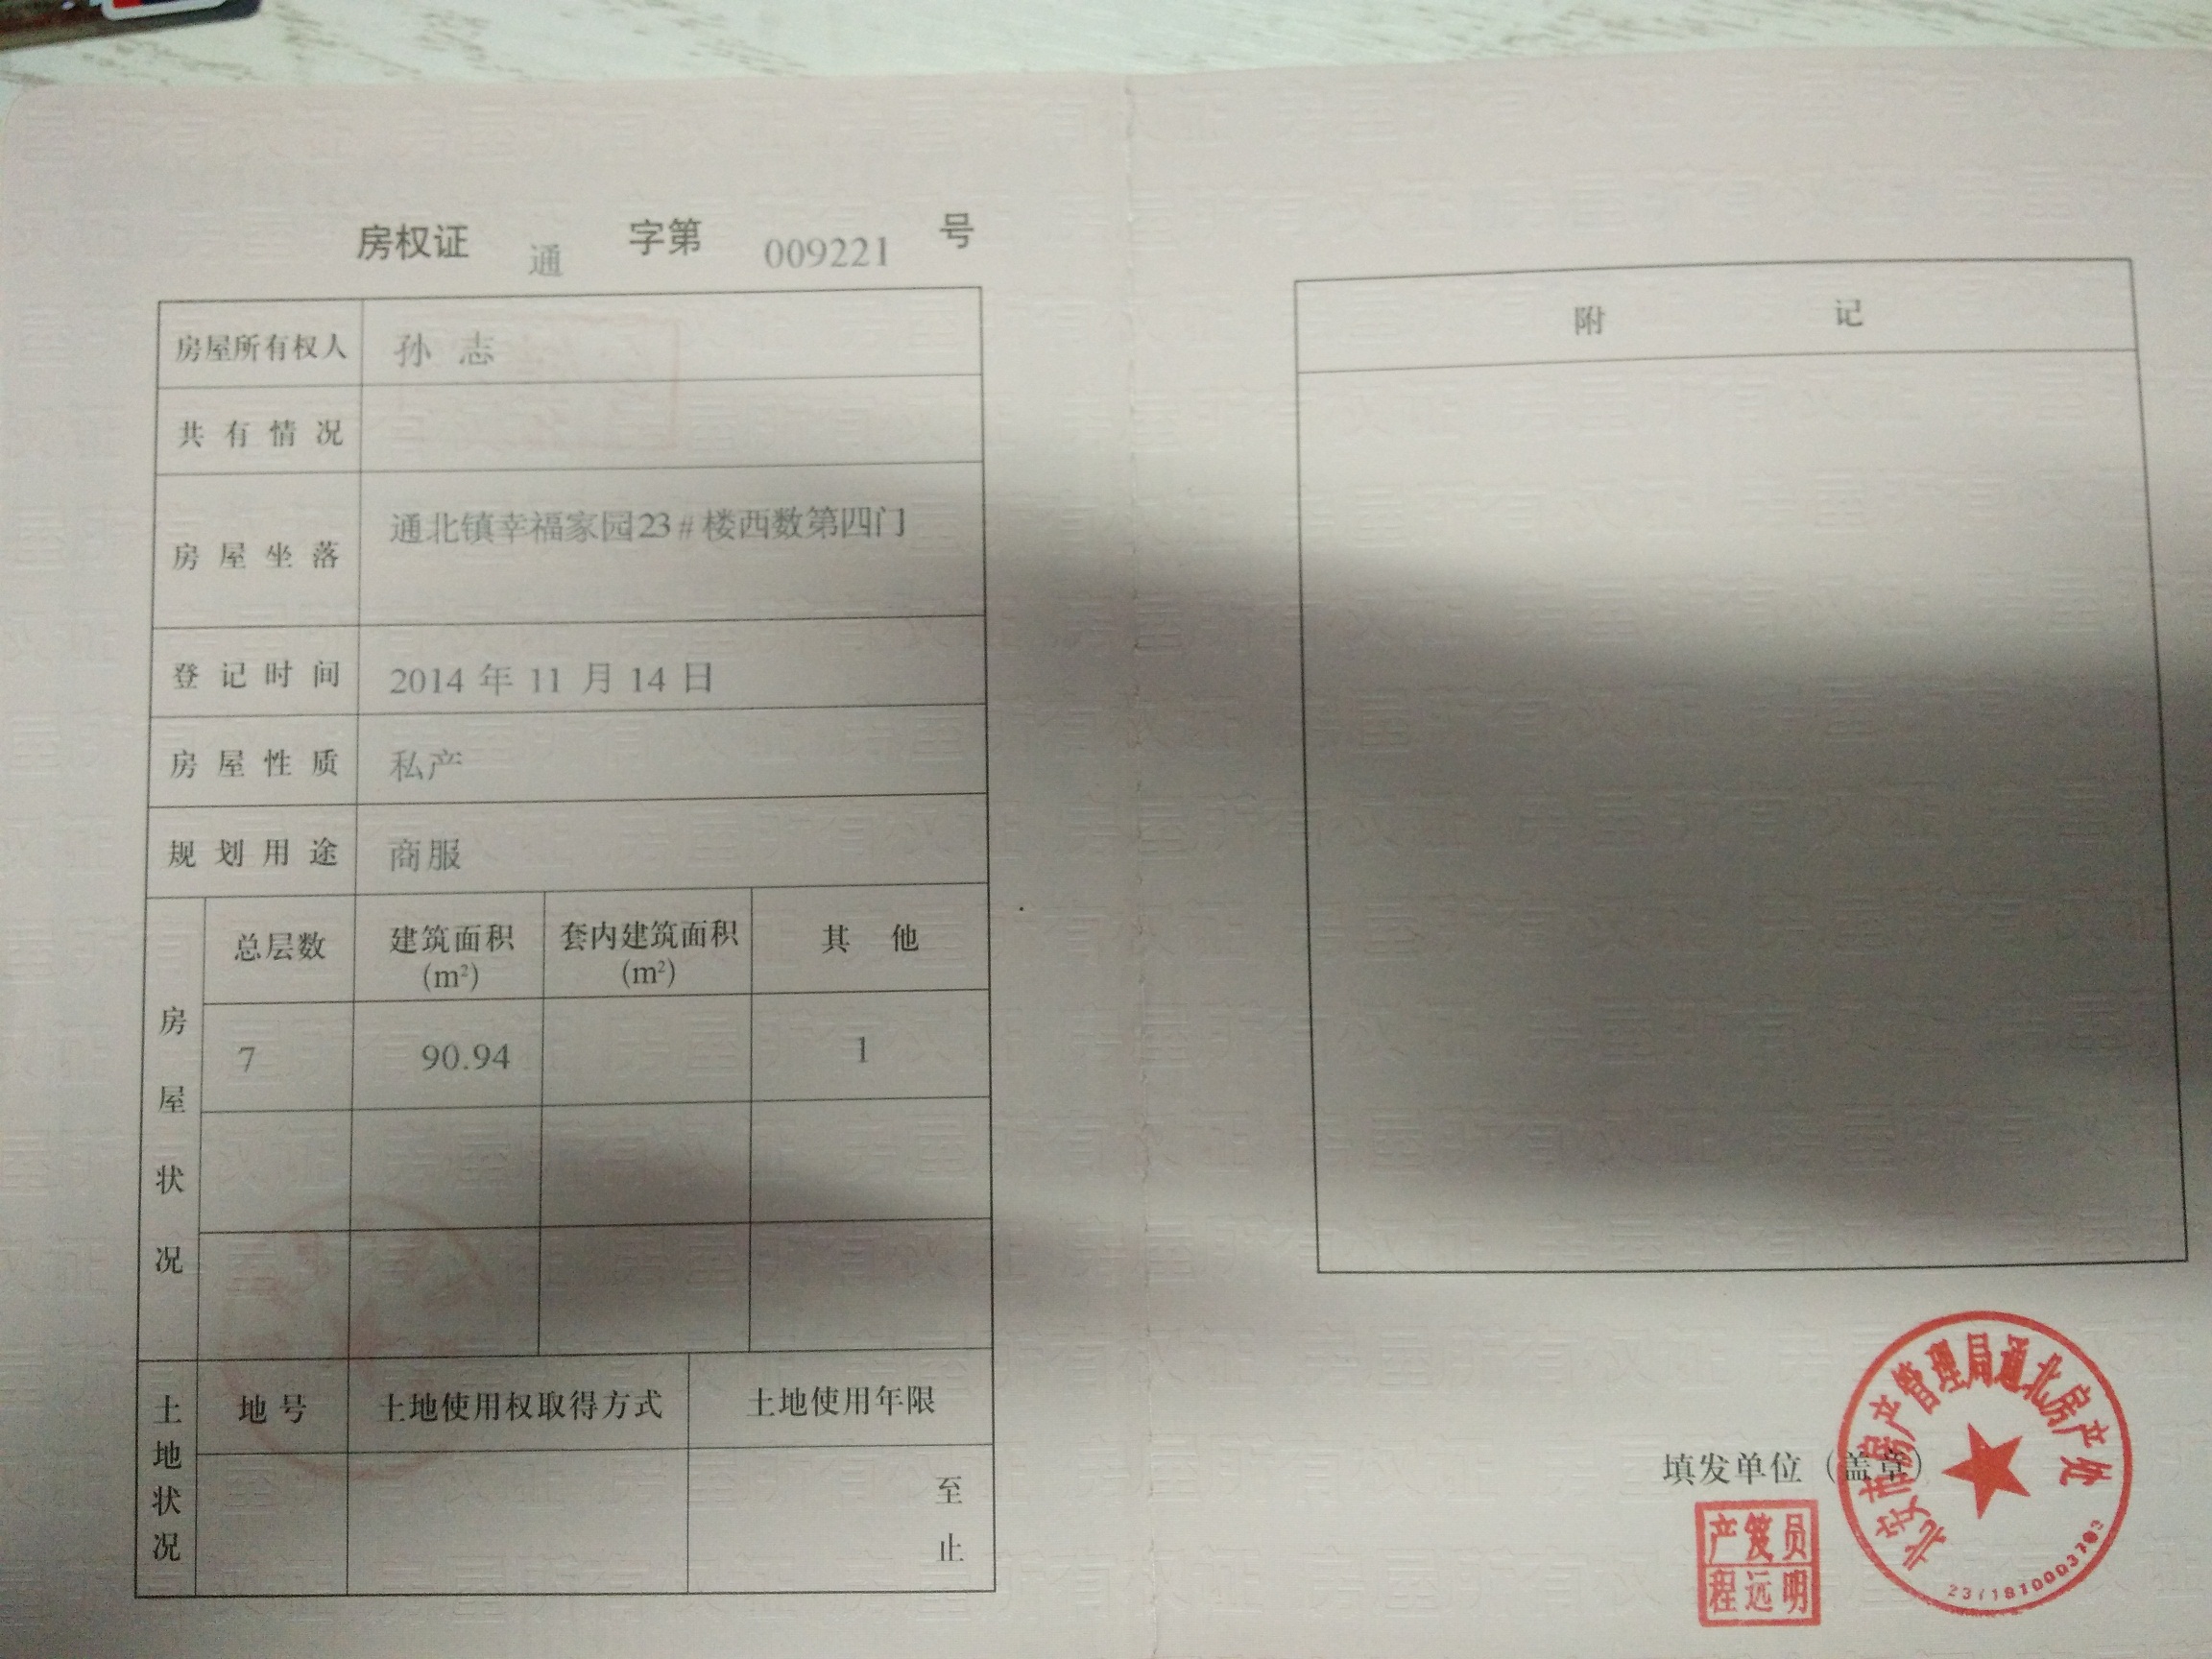 房权证 通 字第 009221 号
房屋所有权人 孙 志
共有情况
房屋坐落 通北镇幸福家园23#楼西数第四门
登记时间 2014 年 11 月 14 日
房屋性质 私产
规划用途 商服
房屋状况
总层数 建筑面积(m²) 套内建筑面积(m²) 其 他
7 90.94 1
土地状况
地号 土地使用权取得方式 土地使用年限
至
止
附 记
填发单位（盖章）
北安市房产管理局通北房产处
产籍员
程远明